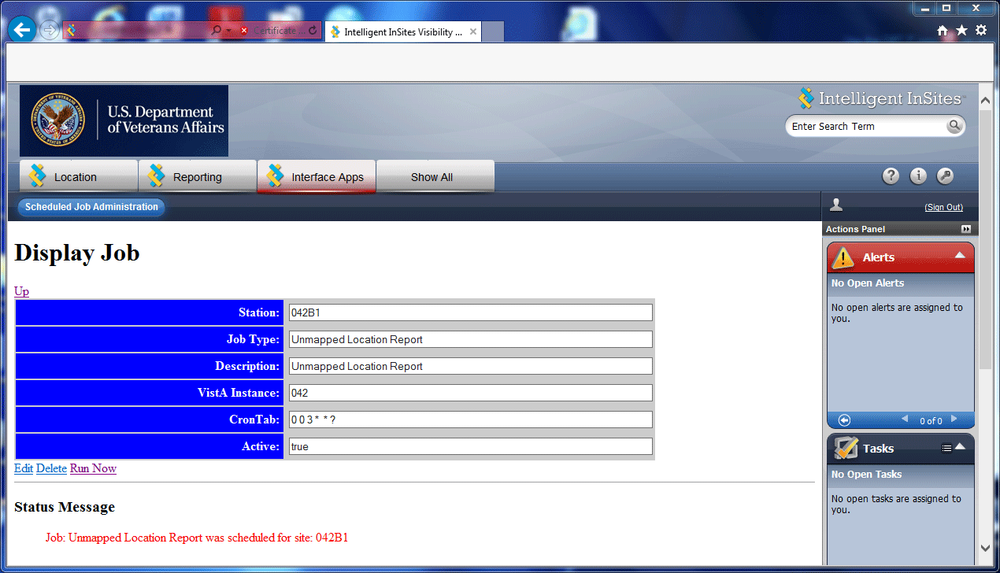 Certificate ...
Intelligent InSites Visibility ...
U.S. Department
of Veterans Affairs
Intelligent InSites
Enter Search Term
Location
Reporting
Interface Apps
Show All
Scheduled Job Administration
(Sign Out)
Actions Panel
Display Job
Up
Station: 042B1
Job Type: Unmapped Location Report
Description: Unmapped Location Report
VistA Instance: 042
CronTab: 0 0 3 * * ?
Active: true
Edit Delete Run Now
Status Message
Job: Unmapped Location Report was scheduled for site: 042B1
Alerts
No Open Alerts
No open alerts are assigned to
you.
0 of 0
Tasks
No Open Tasks
No open tasks are assigned to
you.